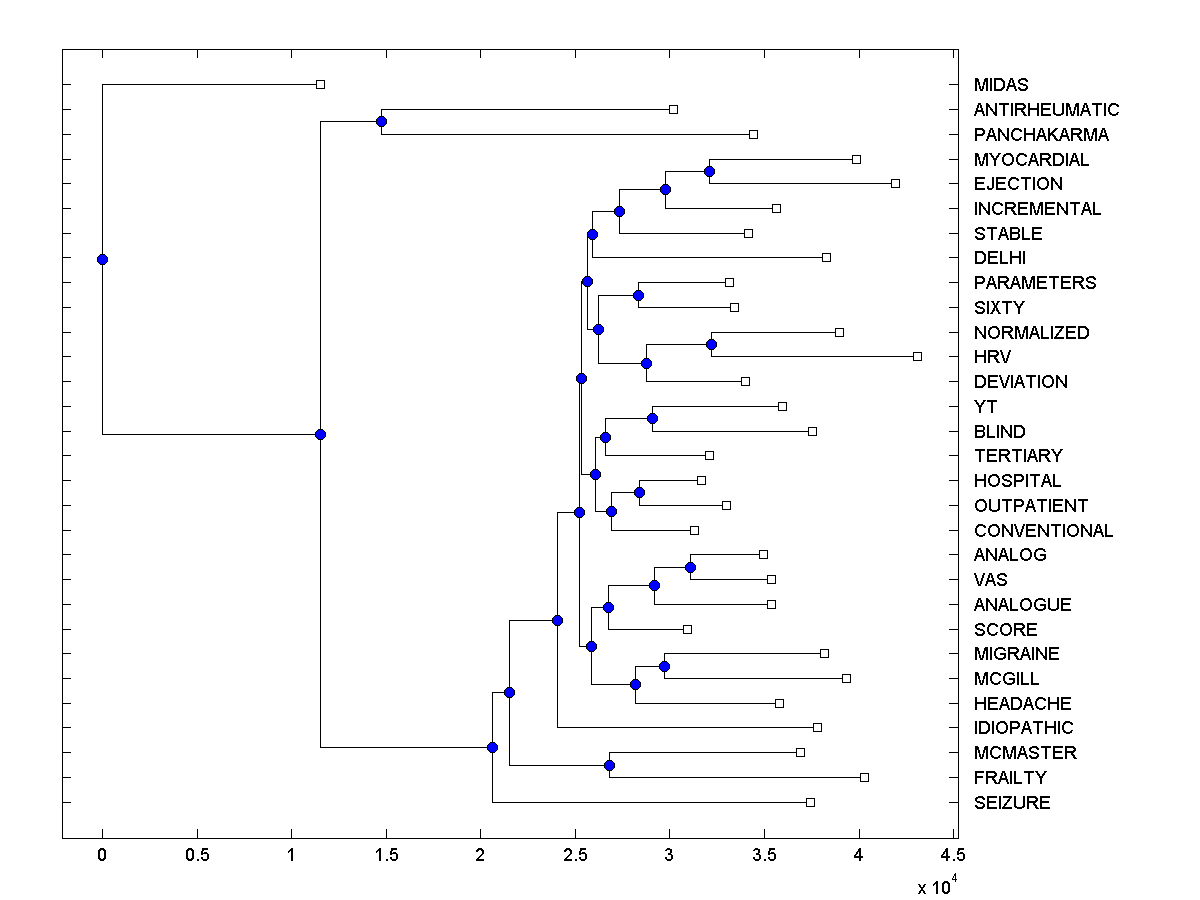 MIDAS
ANTIRHEUMATIC
PANCHAKARMA
MYOCARDIAL
EJECTION
INCREMENTAL
STABLE
DELHI
PARAMETERS
SIXTY
NORMALIZED
HRV
DEVIATION
YT
BLIND
TERTIARY
HOSPITAL
OUTPATIENT
CONVENTIONAL
ANALOG
VAS
ANALOGUE
SCORE
MIGRAINE
MCGILL
HEADACHE
IDIOPATHIC
MCMASTER
FRAILTY
SEIZURE
0 0.5 1 1.5 2 2.5 3 3.5 4 4.5
x 10^4